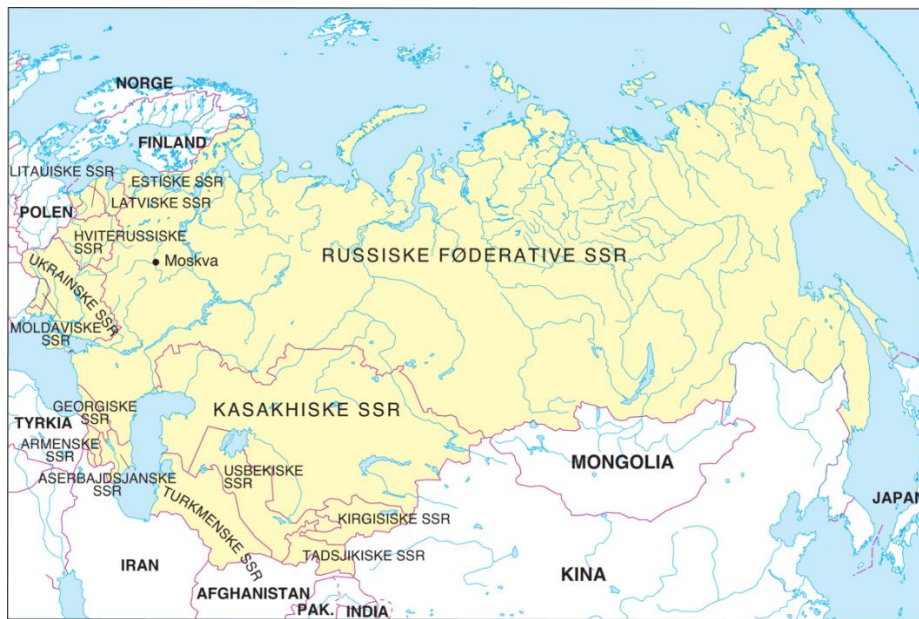 NORGE
FINLAND
LITAUISKE SSR
ESTISKE SSR
LATVISKE SSR
POLEN
HVITERUSSISKE
SSR
Moskva
RUSSISKE FØDERATIVE SSR
UKRAINSKE SSR
MOLDAVISKE
SSR
KASAKHISKE SSR
GEORGISKE
SSR
TYRKIA
ARMENSKE
SSR
ASERBAJDSJANSKE
SSR
USBEKISKE
SSR
TURKMENSKE SSR
KIRGISISKE SSR
TADSJIKISKE SSR
MONGOLIA
JAPAN
IRAN
AFGHANISTAN
PAK.
INDIA
KINA